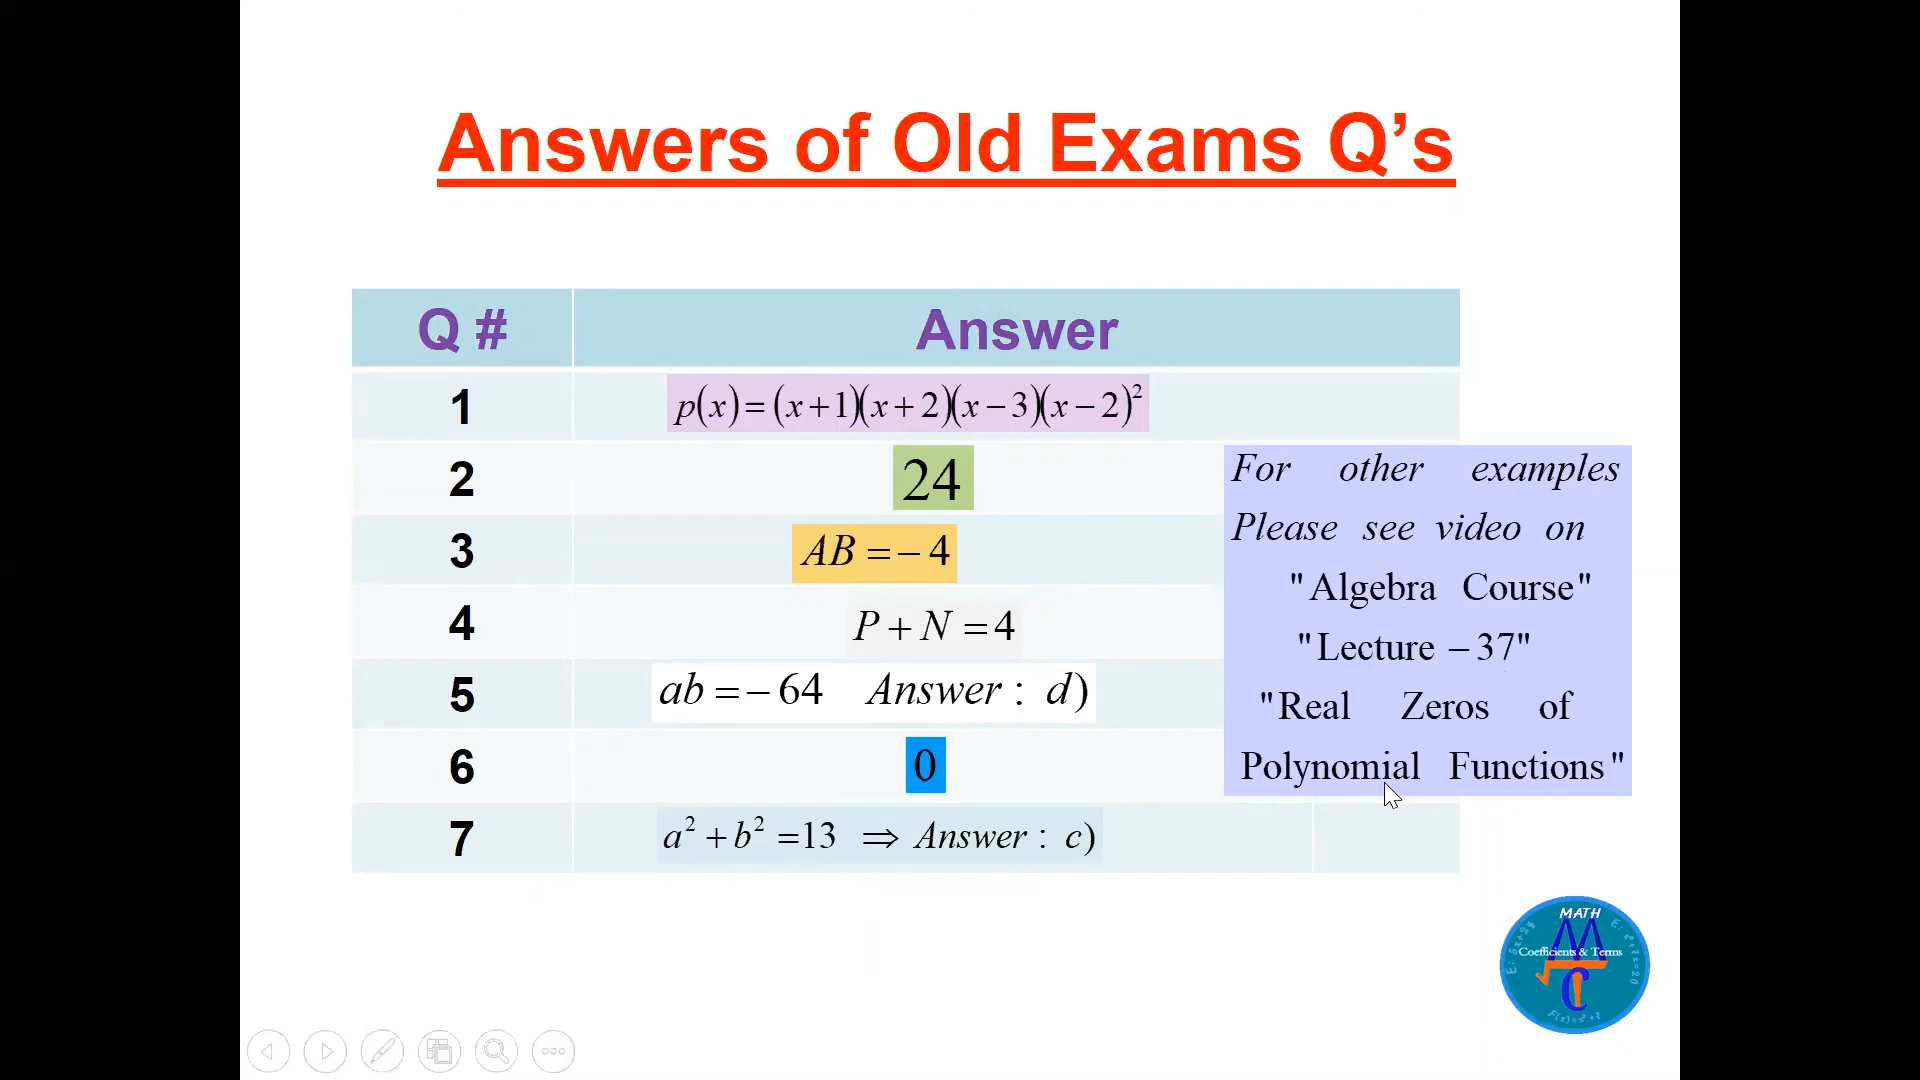 Answers of Old Exams Q’s
Q # Answer
1 p(x)=(x+1)(x+2)(x−3)(x−2)²
2 24
3 AB=−4
4 P+N=4
5 ab=−64 Answer: d)
6 0
7 a²+b²=13 ⇒ Answer: c)
For other examples
Please see video on
"Algebra Course"
"Lecture −37"
"Real Zeros of
Polynomial Functions"
MATH
Coefficients & Terms